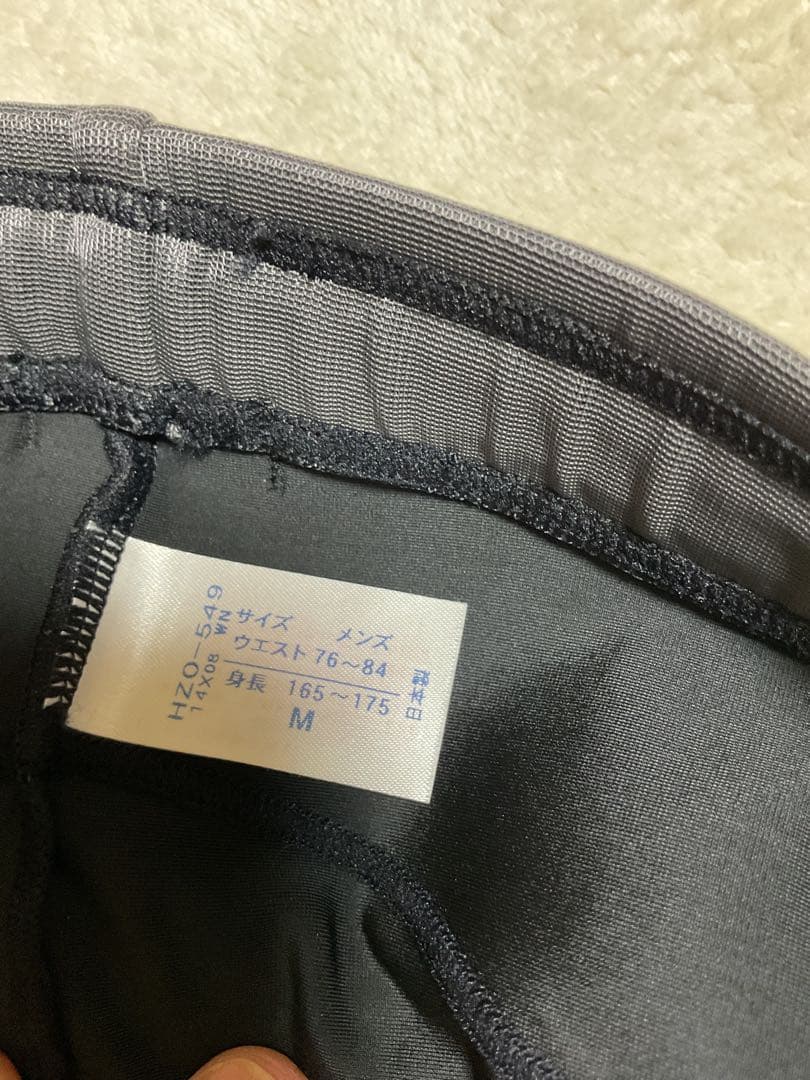 サイズ メンズ
ウエスト 76～84
身長 165～175
M
日本製
HZO-549
14X08 WN